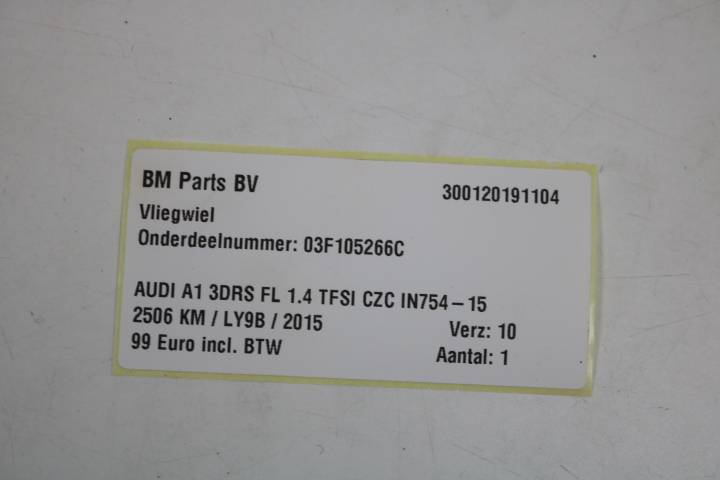 BM Parts BV 300120191104
Vliegwiel
Onderdeelnummer: 03F105266C
AUDI A1 3DRS FL 1.4 TFSI CZC IN754-15
2506 KM / LY9B / 2015 Verz: 10
99 Euro incl. BTW Aantal: 1